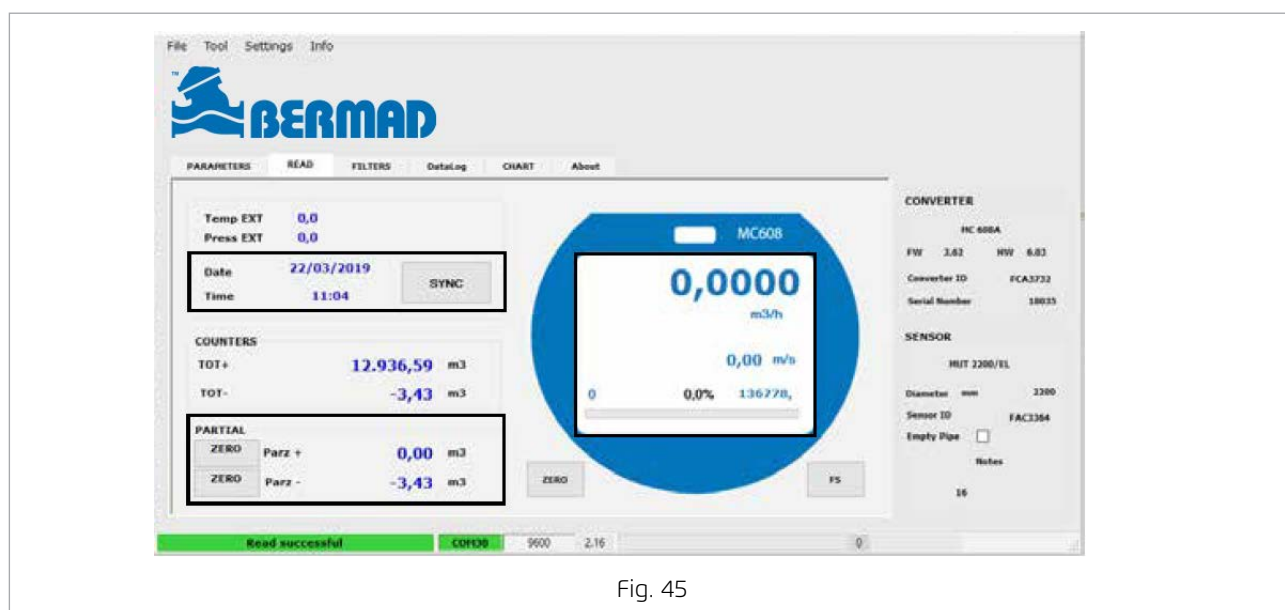 File Tool Settings Info
™
BERMAD
PARAMETERS READ FILTERS DataLog CHART About
Temp EXT 0,0
Press EXT 0,0
Date 22/03/2019
Time 11:04
SYNC
COUNTERS
TOT+ 12.936,59 m3
TOT- -3,43 m3
PARTIAL
ZERO Parz + 0,00 m3
ZERO Parz - -3,43 m3
MC608
0,0000
m3/h
0,00 m/s
0 0,0% 136778,
ZERO FS
CONVERTER
MC 608A
FW 3.62 HW 6.03
Converter ID FCA3732
Serial Number 18035
SENSOR
MUT 2200/EL
Diameter mm 2200
Sensor ID FAC3364
Empty Pipe
Notes
16
Read successful COM30 9600 2.16 0
Fig. 45